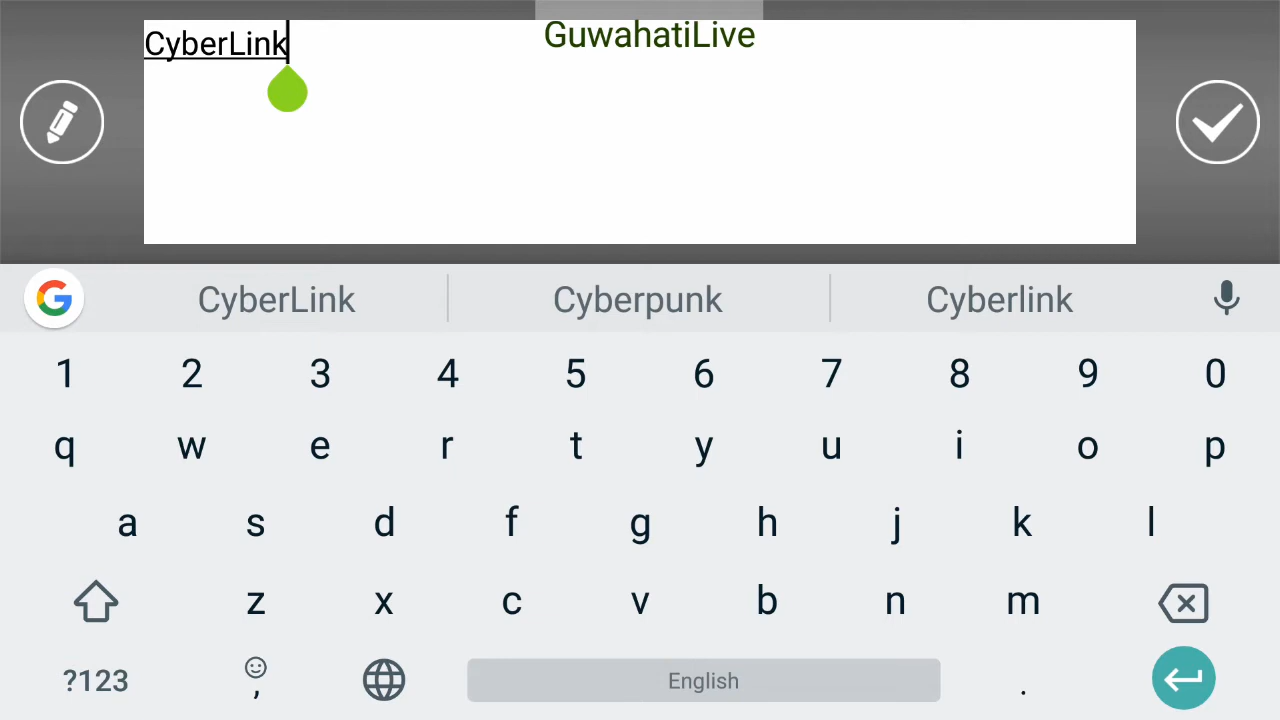 CyberLink
GuwahatiLive
CyberLink Cyberpunk Cyberlink
1 2 3 4 5 6 7 8 9 0
q w e r t y u i o p
a s d f g h j k l
z x c v b n m
?123 , English .